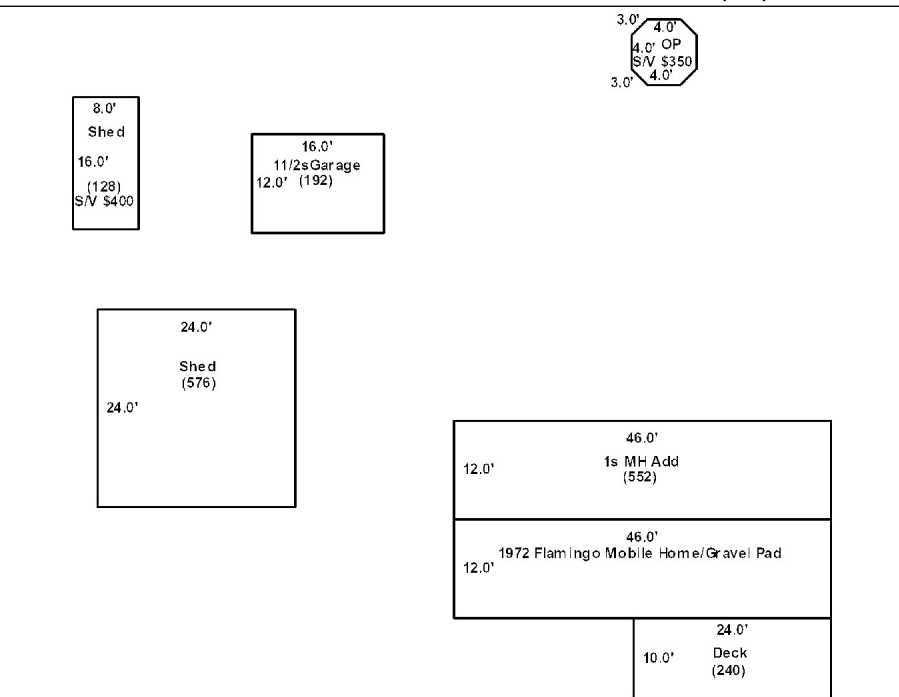 3.0'
4.0'
4.0' OP
S/V $350
3.0' 4.0'
8.0'
Shed
16.0'
(128)
S/V $400
16.0'
11/2sGarage
12.0' (192)
24.0'
Shed
(576)
24.0'
46.0'
12.0' 1s MH Add
(552)
46.0'
1972 Flamingo Mobile Home/Gravel Pad
12.0'
24.0'
10.0' Deck
(240)